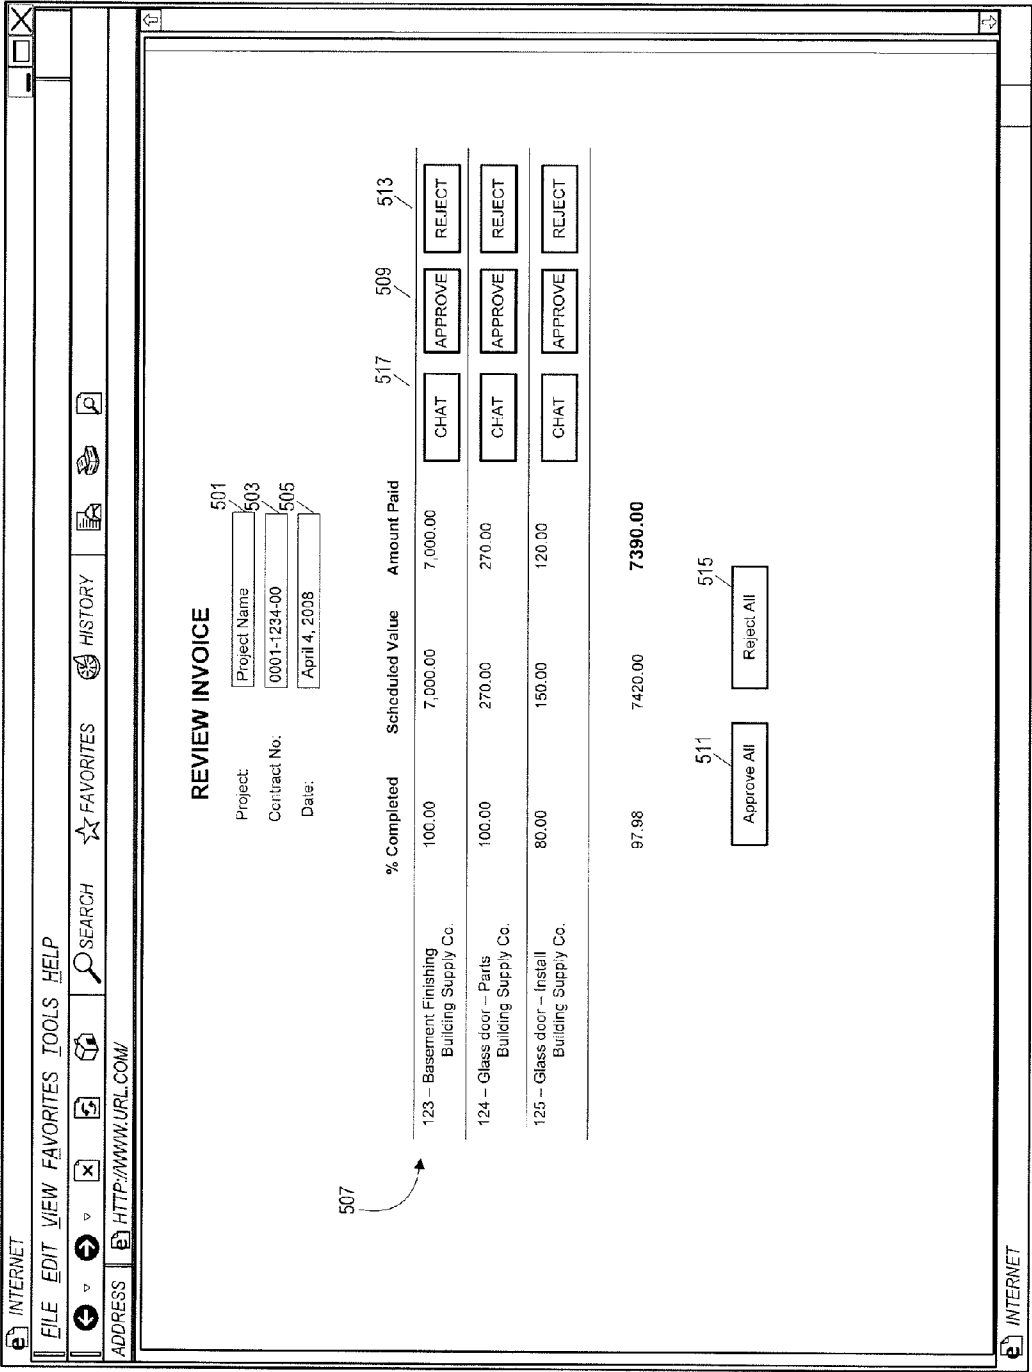 INTERNET
FILE EDIT VIEW FAVORITES TOOLS HELP
SEARCH FAVORITES HISTORY
ADDRESS HTTP://WWW.URL.COM/
REVIEW INVOICE
Project: Project Name 501
Contract No: 0001-1234-00 503
Date: April 4, 2008 505
517 509 513
% Completed Scheduled Value Amount Paid
507
123 – Basement Finishing 100.00 7,000.00 7,000.00 CHAT APPROVE REJECT
Building Supply Co.
124 – Glass door – Parts 100.00 270.00 270.00 CHAT APPROVE REJECT
Building Supply Co.
125 – Glass door – Install 80.00 150.00 120.00 CHAT APPROVE REJECT
Building Supply Co.
97.98 7420.00 7390.00
511 515
Approve All Reject All
INTERNET